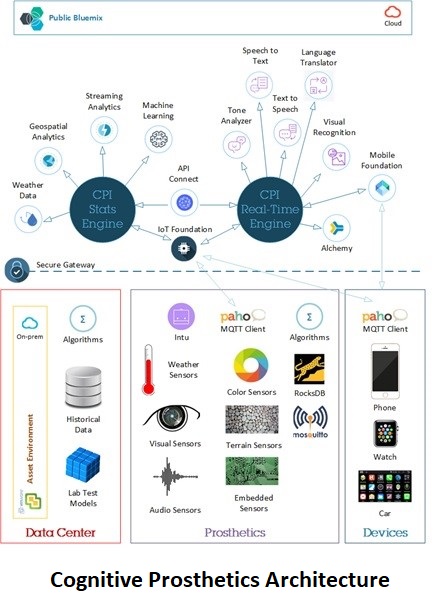 Public Bluemix
Cloud
Speech to
Text
Language
Translator
Streaming
Analytics
Machine
Learning
Tone
Analyzer
Text to
Speech
Visual
Recognition
Geospatial
Analytics
API
Connect
Mobile
Foundation
Weather
Data
CPI
Stats
Engine
CPI
Real-Time
Engine
IoT Foundation
Alchemy
Secure Gateway
On-prem
Asset Environment
Algorithms
Historical
Data
Lab Test
Models
Data Center
Intu
paho
MQTT Client
Algorithms
Weather
Sensors
Color Sensors
RocksDB
Visual Sensors
Terrain Sensors
mosquitto
Audio Sensors
Embedded
Sensors
Prosthetics
paho
MQTT Client
Phone
Watch
Car
Devices
Cognitive Prosthetics Architecture